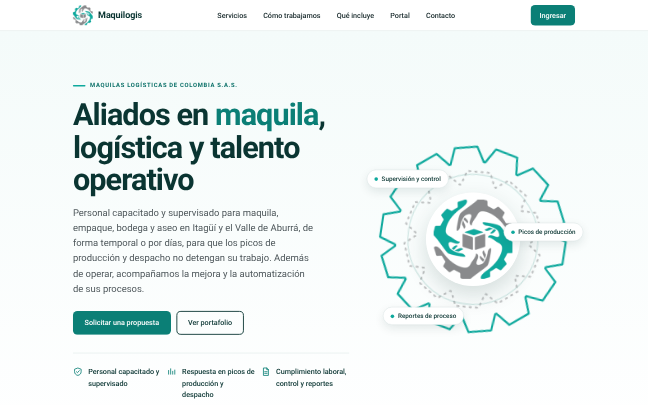 Maquilogis
Servicios
Cómo trabajamos
Qué incluye
Portal
Contacto
Ingresar
MAQUILAS LOGÍSTICAS DE COLOMBIA S.A.S.
Aliados en maquila,
logística y talento
operativo
Personal capacitado y supervisado para maquila,
empaque, bodega y aseo en Itagüí y el Valle de Aburrá, de
forma temporal o por días, para que los picos de
producción y despacho no detengan su trabajo. Además
de operar, acompañamos la mejora y la automatización
de sus procesos.
Solicitar una propuesta
Ver portafolio
Personal capacitado y
supervisado
Respuesta en picos de
producción y
despacho
Cumplimiento laboral,
control y reportes
Supervisión y control
Picos de producción
Reportes de proceso